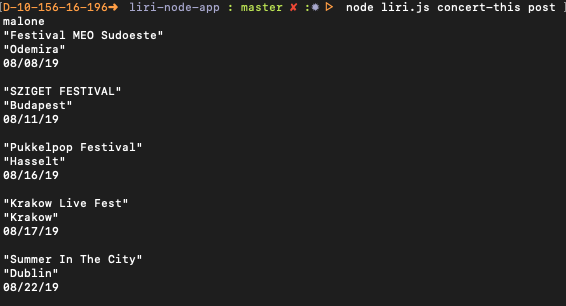 [D-10-156-16-196➜ liri-node-app : master ✘ :✹ ᐅ node liri.js concert-this post ]
malone
"Festival MEO Sudoeste"
"Odemira"
08/08/19
"SZIGET FESTIVAL"
"Budapest"
08/11/19
"Pukkelpop Festival"
"Hasselt"
08/16/19
"Krakow Live Fest"
"Krakow"
08/17/19
"Summer In The City"
"Dublin"
08/22/19